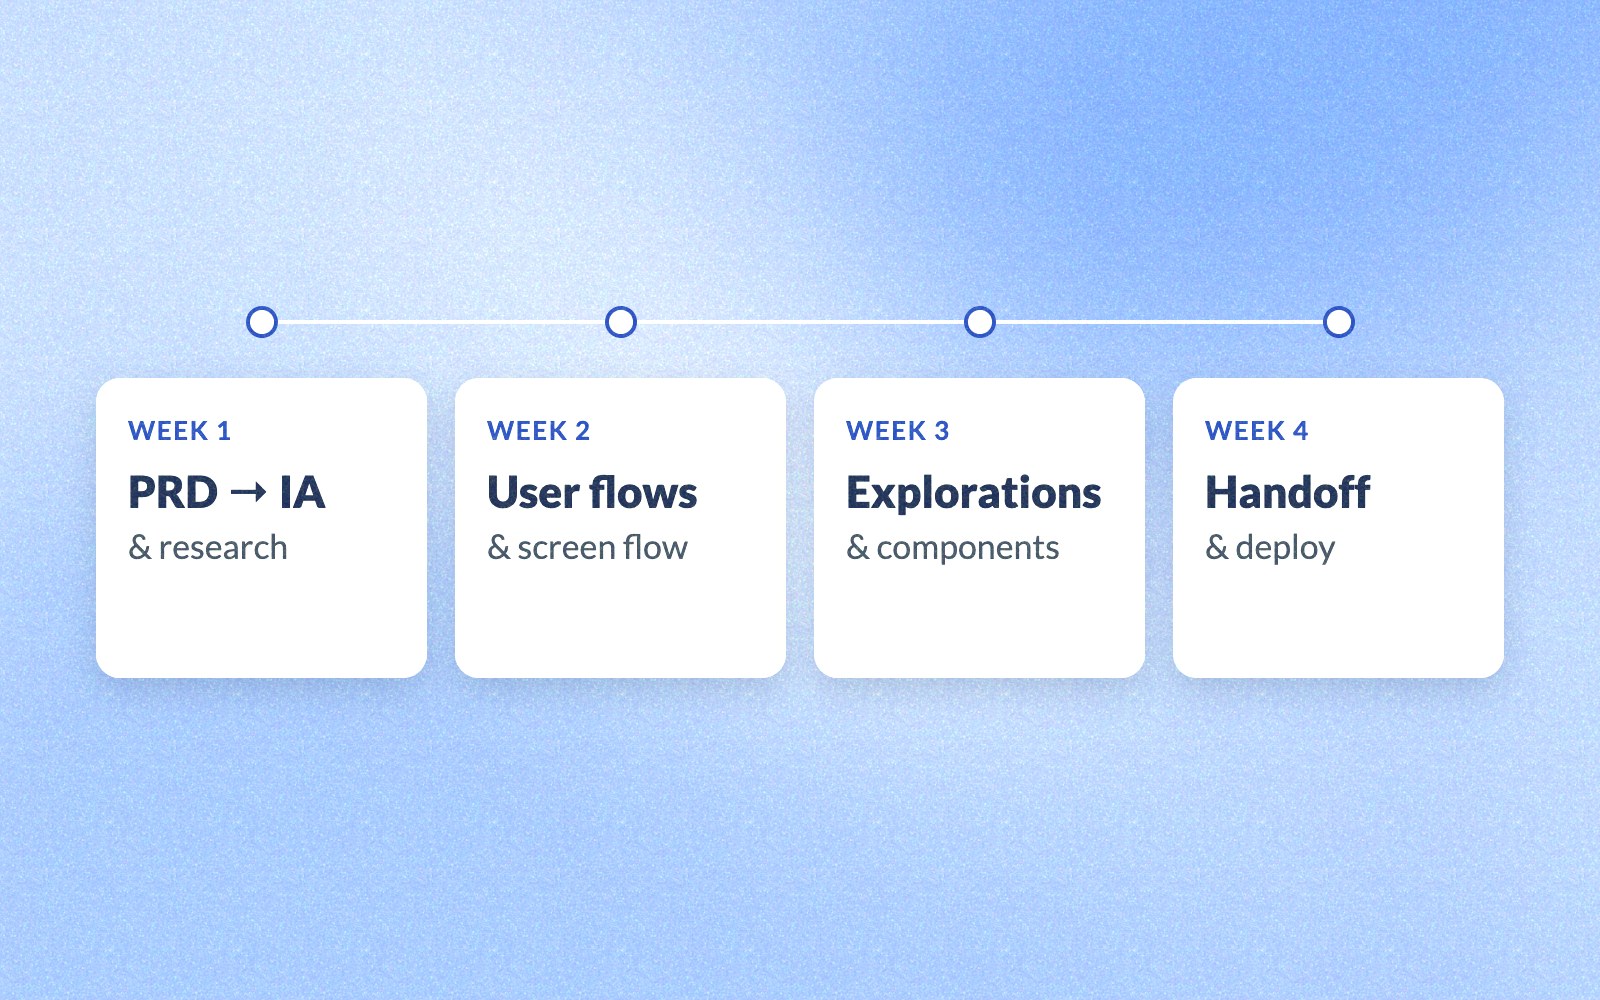 WEEK 1
PRD → IA
& research
WEEK 2
User flows
& screen flow
WEEK 3
Explorations
& components
WEEK 4
Handoff
& deploy